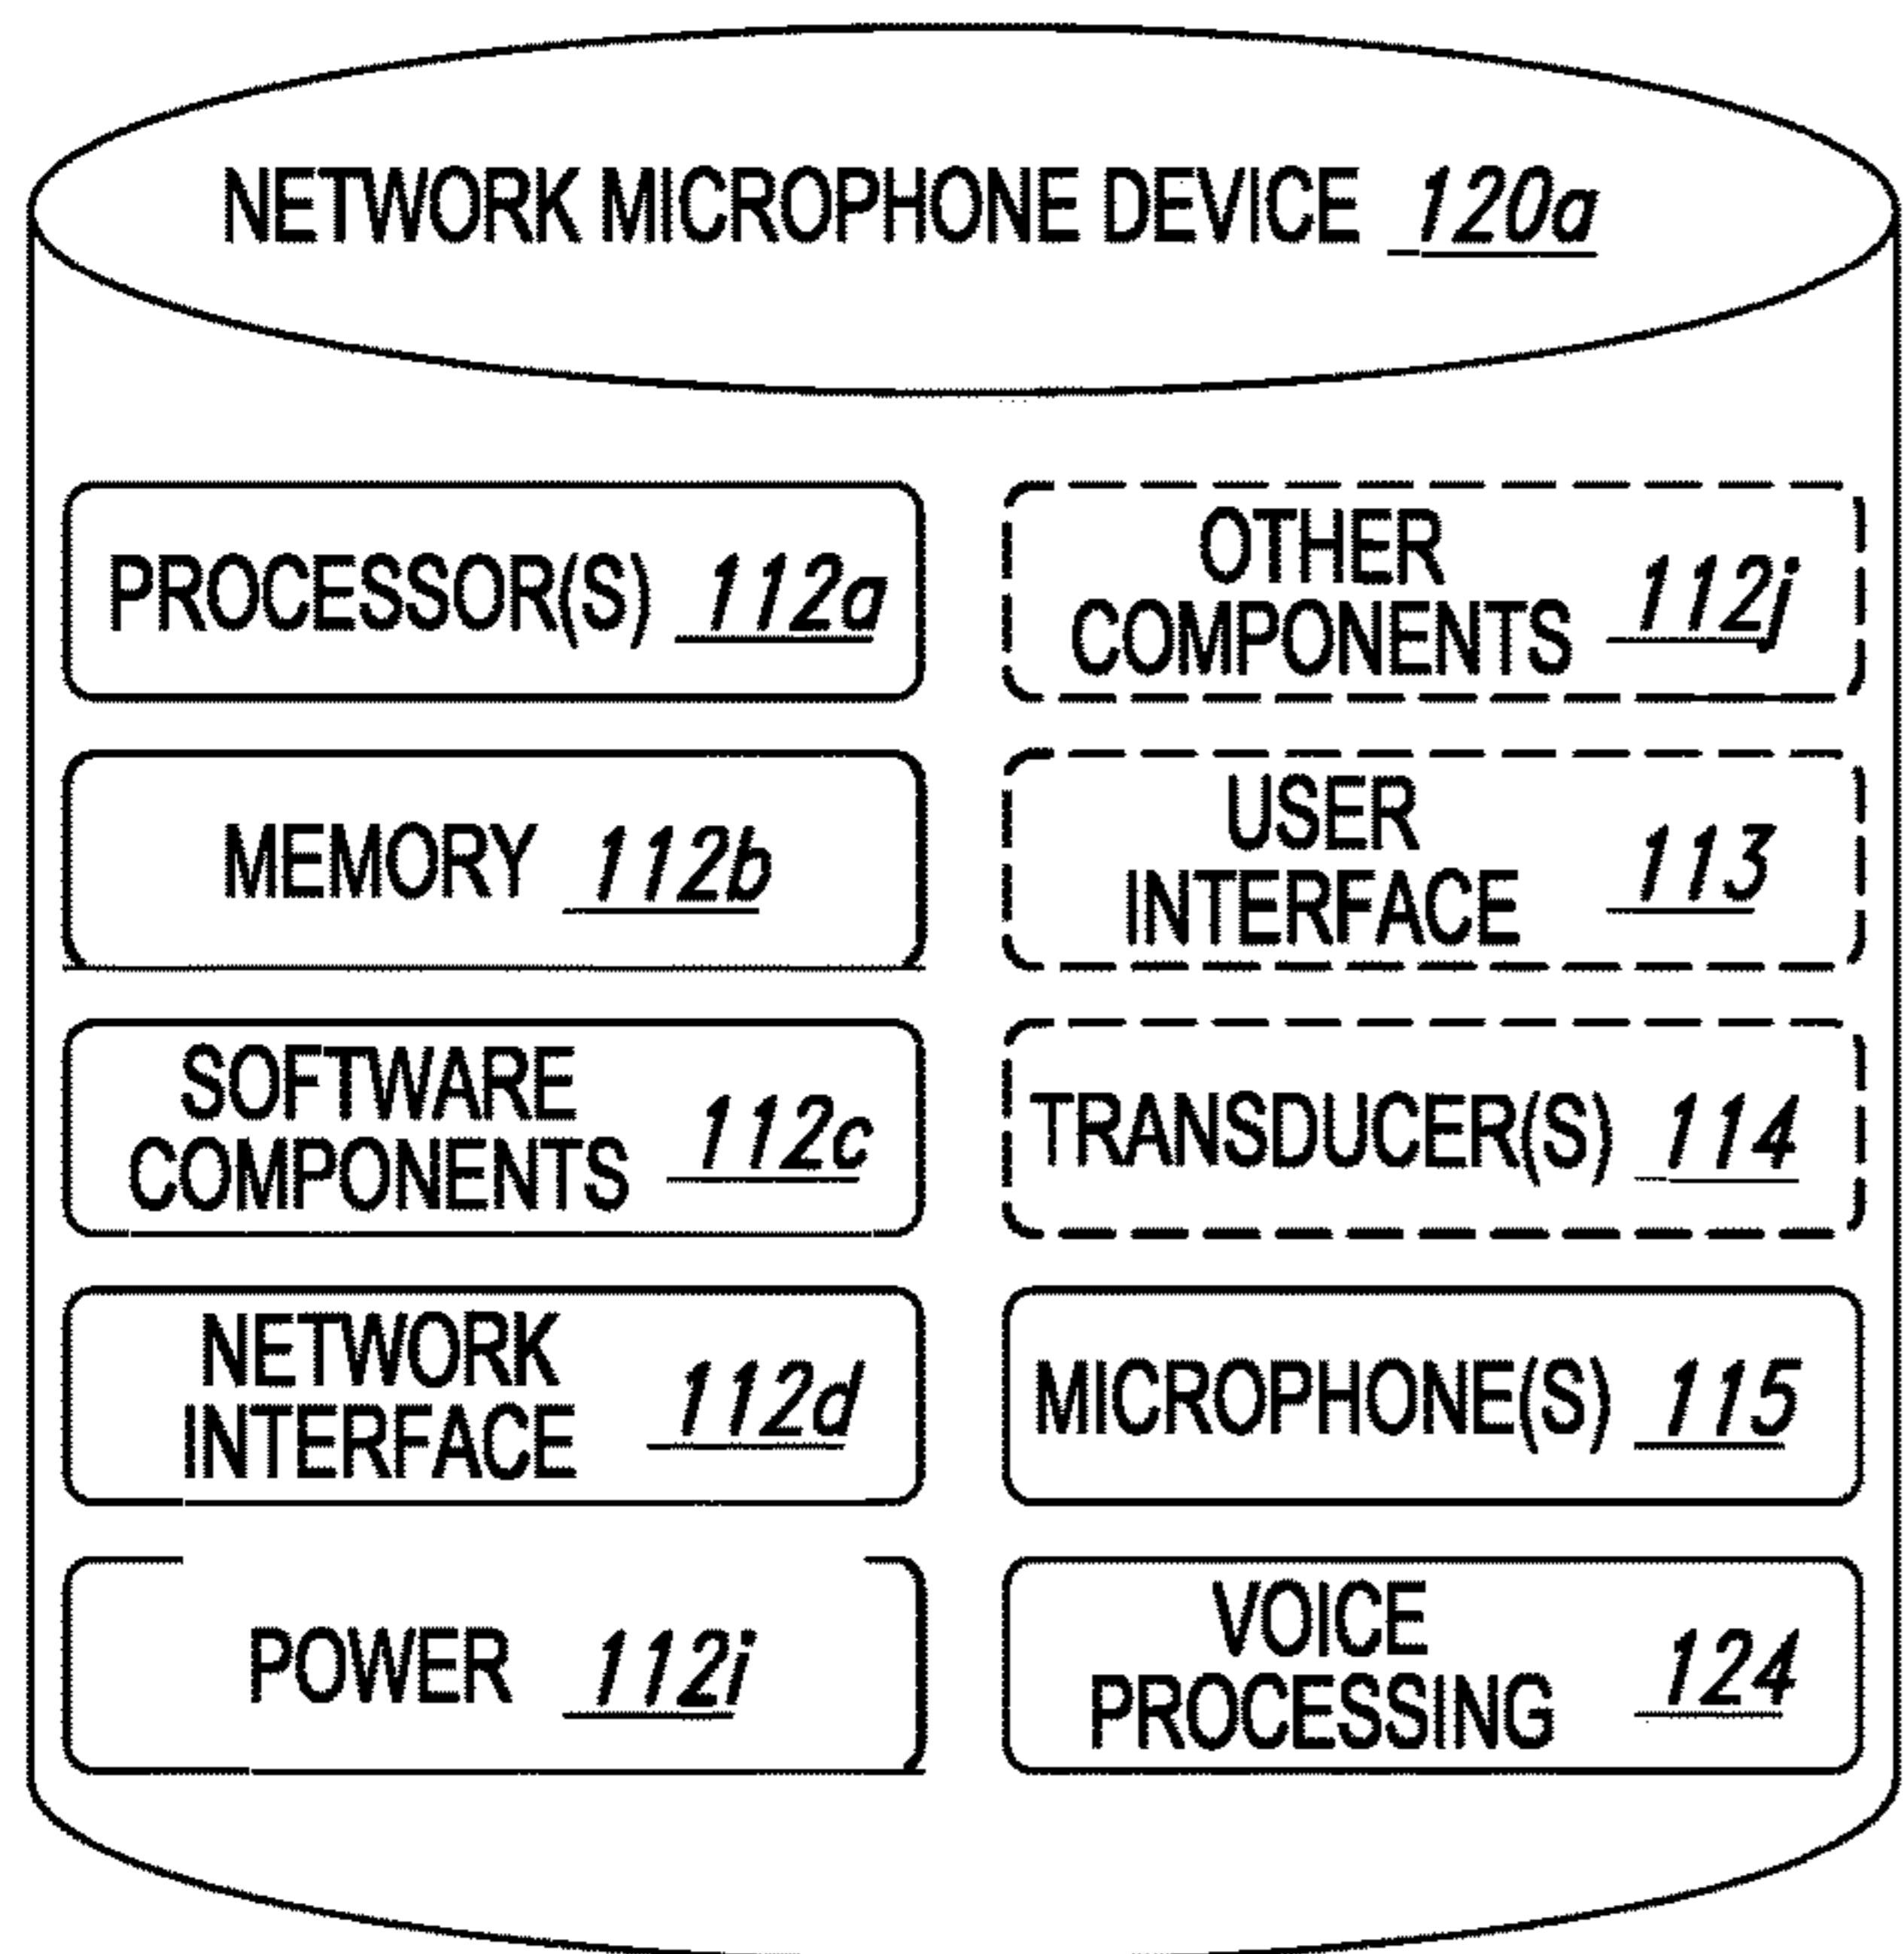 NETWORK MICROPHONE DEVICE 120a
PROCESSOR(S) 112a
MEMORY 112b
SOFTWARE
COMPONENTS 112c
NETWORK
INTERFACE 112d
POWER 112i
OTHER
COMPONENTS 112j
USER
INTERFACE 113
TRANSDUCER(S) 114
MICROPHONE(S) 115
VOICE
PROCESSING 124